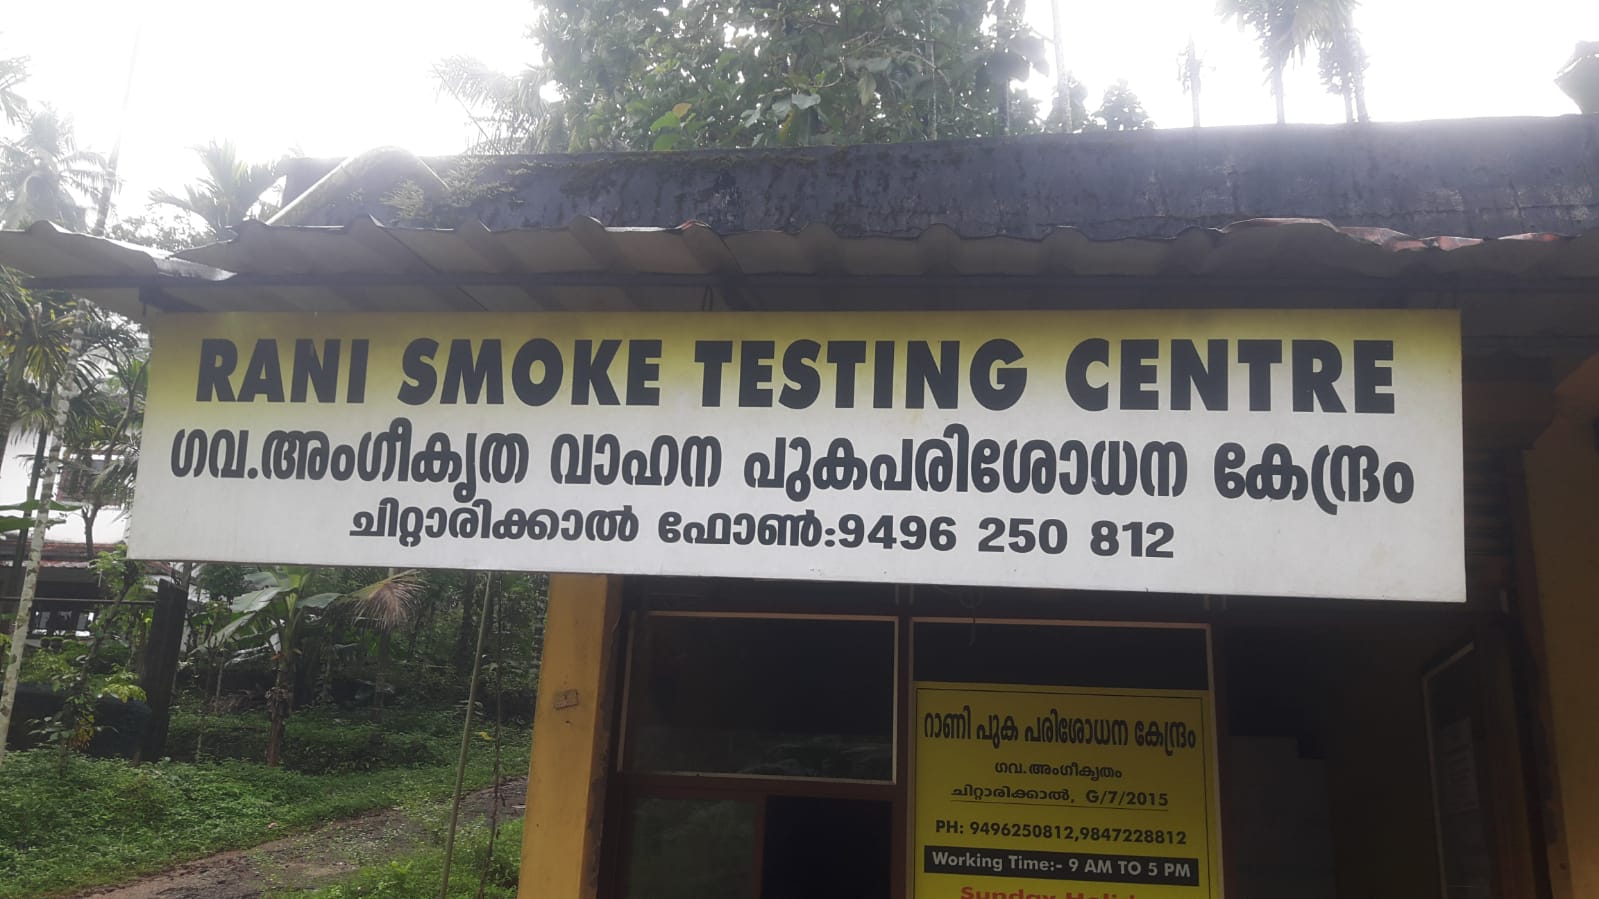 RANI SMOKE TESTING CENTRE
ഗവ.അംഗീകൃത വാഹന പുകപരിശോധന കേന്ദ്രം
ചിറ്റാരിക്കാൽ ഫോൺ:9496 250 812
റാണി പുക പരിശോധന കേന്ദ്രം
ഗവ.അംഗീകൃതം
ചിറ്റാരിക്കാൽ, G/7/2015
PH: 9496250812,9847228812
Working Time:- 9 AM TO 5 PM
Sunday